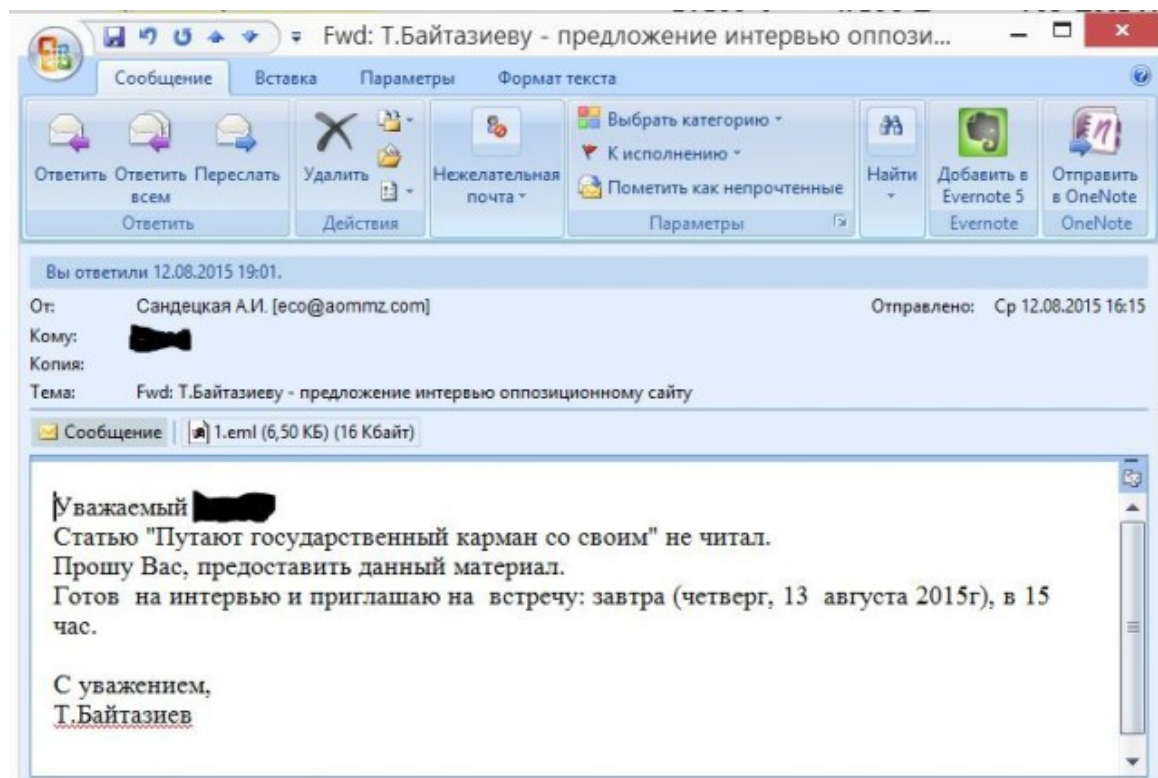 Fwd: Т.Байтазиеву - предложение интервью оппози...
Сообщение Вставка Параметры Формат текста
Ответить Ответить всем Переслать
Удалить
Нежелательная почта
Выбрать категорию
К исполнению
Пометить как непрочтенные
Найти
Добавить в Evernote 5
Отправить в OneNote
Ответить Действия Параметры Evernote OneNote
Вы ответили 12.08.2015 19:01.
От: Сандецкая А.И. [eco@aommz.com] Отправлено: Ср 12.08.2015 16:15
Кому:
Копия:
Тема: Fwd: Т.Байтазиеву - предложение интервью оппозиционному сайту
Сообщение 1.eml (6,50 КБ) (16 Кбайт)
Уважаемый
Статью "Путают государственный карман со своим" не читал.
Прошу Вас, предоставить данный материал.
Готов на интервью и приглашаю на встречу: завтра (четверг, 13 августа 2015г), в 15
час.
С уважением,
Т.Байтазиев